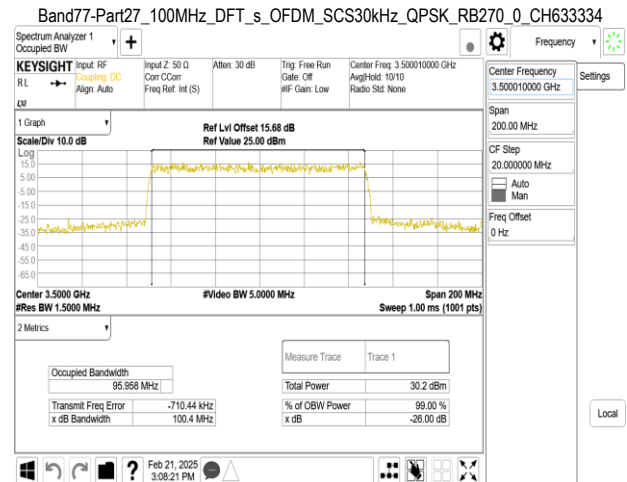 Band77-Part27_100MHz_DFT_s_OFDM_SCS30kHz_QPSK_RB270_0_CH633334
Spectrum Analyzer 1
Occupied BW
Frequency
KEYSIGHT
RL
Input: RF
Coupling: DC
Align: Auto
Input Z: 50 Ω
Corr CCorr
Freq Ref: Int (S)
Atten: 30 dB
Trig: Free Run
Gate: Off
#IF Gain: Low
Center Freq: 3.500010000 GHz
Avg|Hold: 10/10
Radio Std: None
Center Frequency
3.500010000 GHz
Settings
Span
200.00 MHz
CF Step
20.000000 MHz
Auto
Man
Freq Offset
0 Hz
1 Graph
Scale/Div 10.0 dB
Ref Lvl Offset 15.68 dB
Ref Value 25.00 dBm
Log
15.0
5.00
-5.00
-15.0
-25.0
-35.0
-45.0
-55.0
-65.0
Center 3.5000 GHz
#Res BW 1.5000 MHz
#Video BW 5.0000 MHz
Span 200 MHz
Sweep 1.00 ms (1001 pts)
2 Metrics
Measure Trace Trace 1
Occupied Bandwidth
95.958 MHz
Total Power 30.2 dBm
Transmit Freq Error -710.44 kHz
% of OBW Power 99.00 %
x dB Bandwidth 100.4 MHz
x dB -26.00 dB
Local
Feb 21, 2025
3:08:21 PM